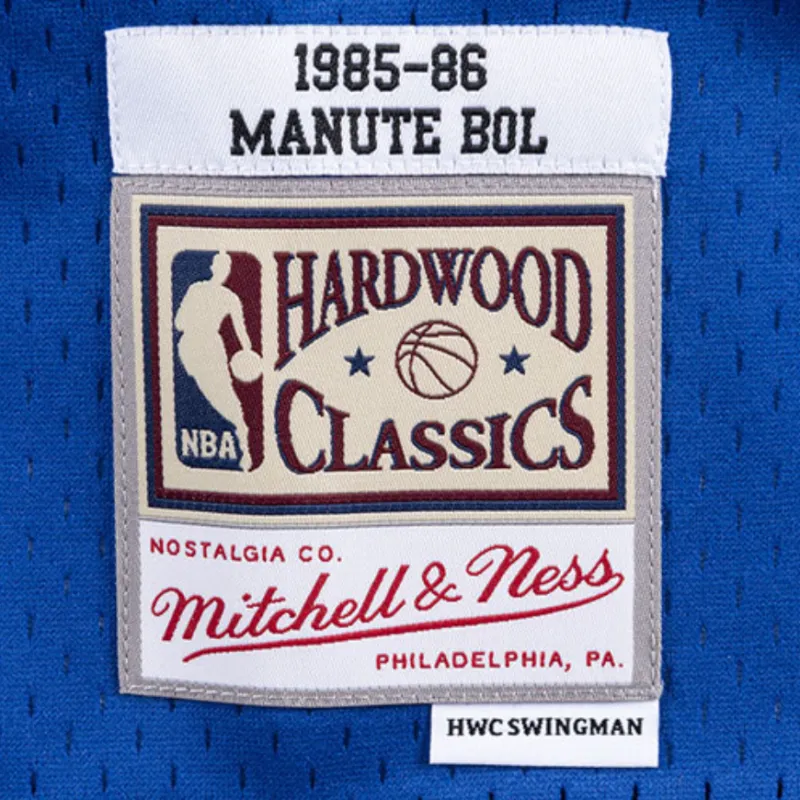 1985-86
MANUTE BOL
HARDWOOD
CLASSICS
NBA
NOSTALGIA CO.
Mitchell & Ness
PHILADELPHIA, PA.
HWC SWINGMAN